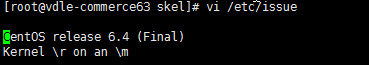 [root@vdle-commerce63 skel]# vi /etc/issue
CentOS release 6.4 (Final)
Kernel \r on an \m